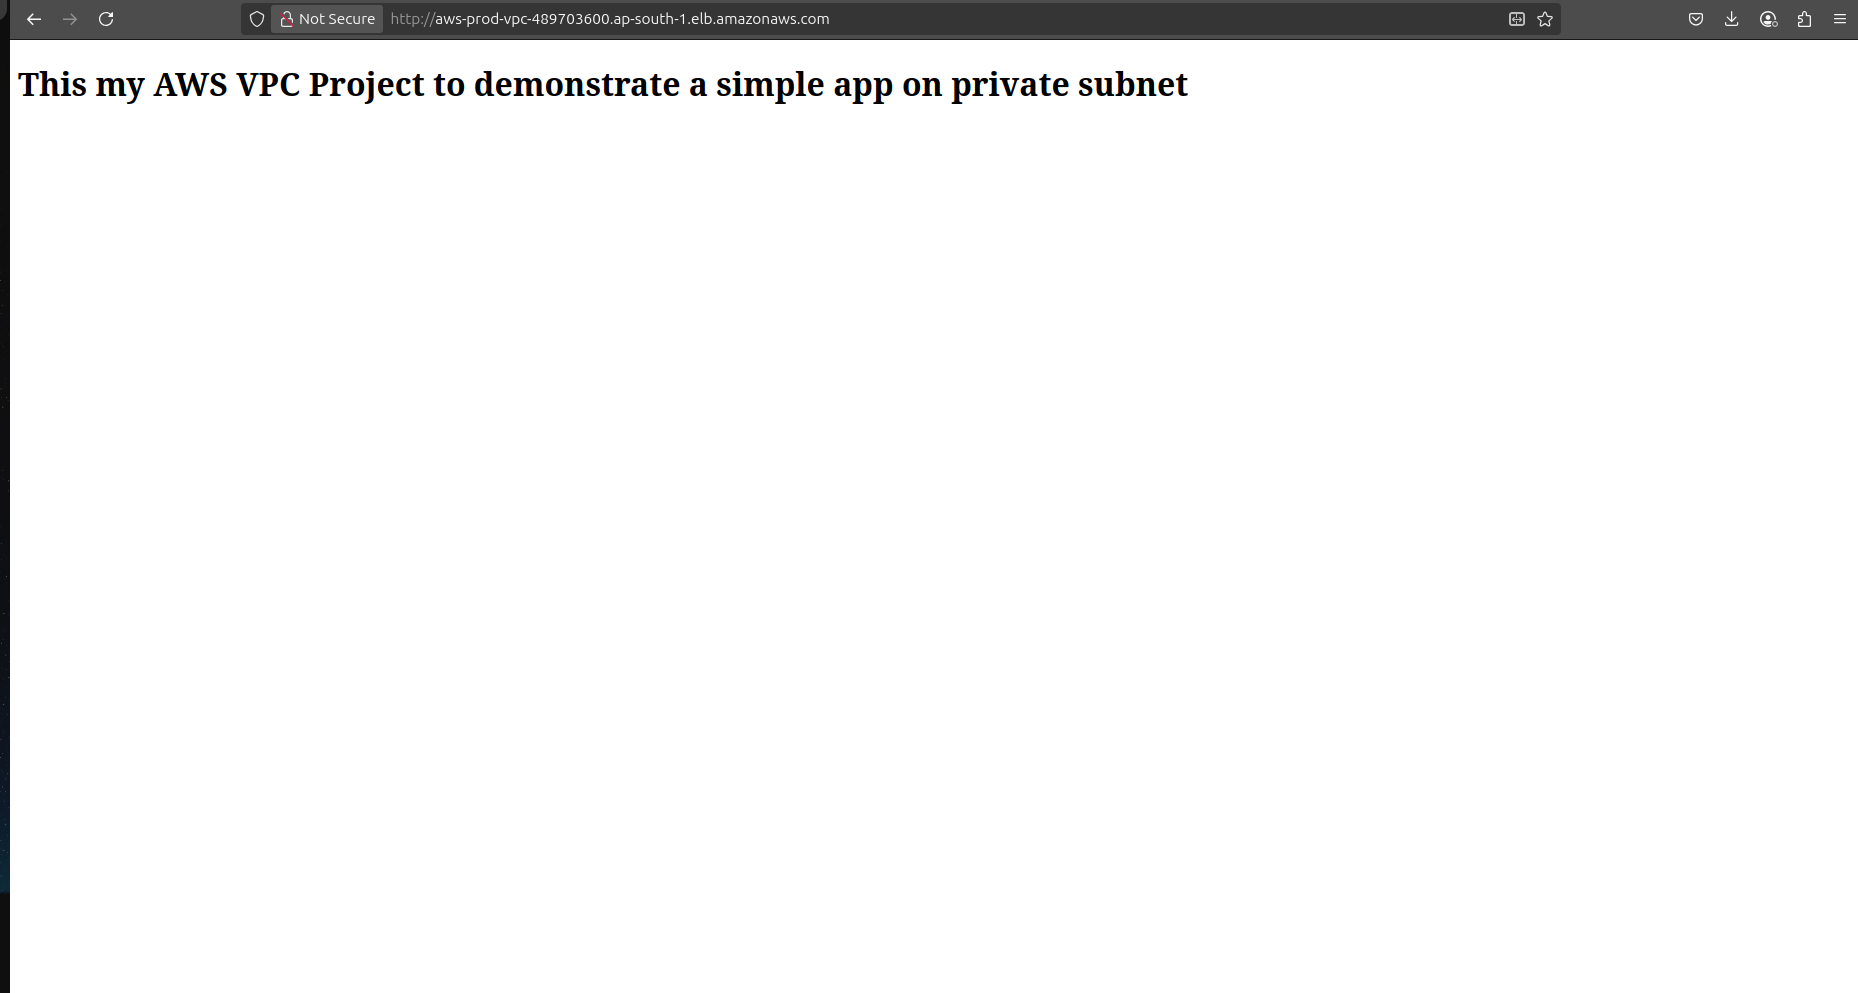 Not Secure http://aws-prod-vpc-489703600.ap-south-1.elb.amazonaws.com
This my AWS VPC Project to demonstrate a simple app on private subnet